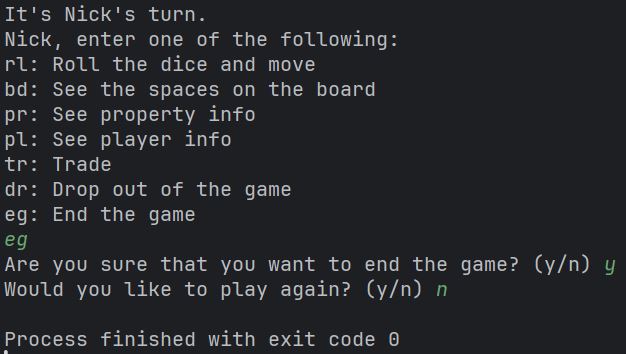 It's Nick's turn.
Nick, enter one of the following:
rl: Roll the dice and move
bd: See the spaces on the board
pr: See property info
pl: See player info
tr: Trade
dr: Drop out of the game
eg: End the game
eg
Are you sure that you want to end the game? (y/n) y
Would you like to play again? (y/n) n

Process finished with exit code 0